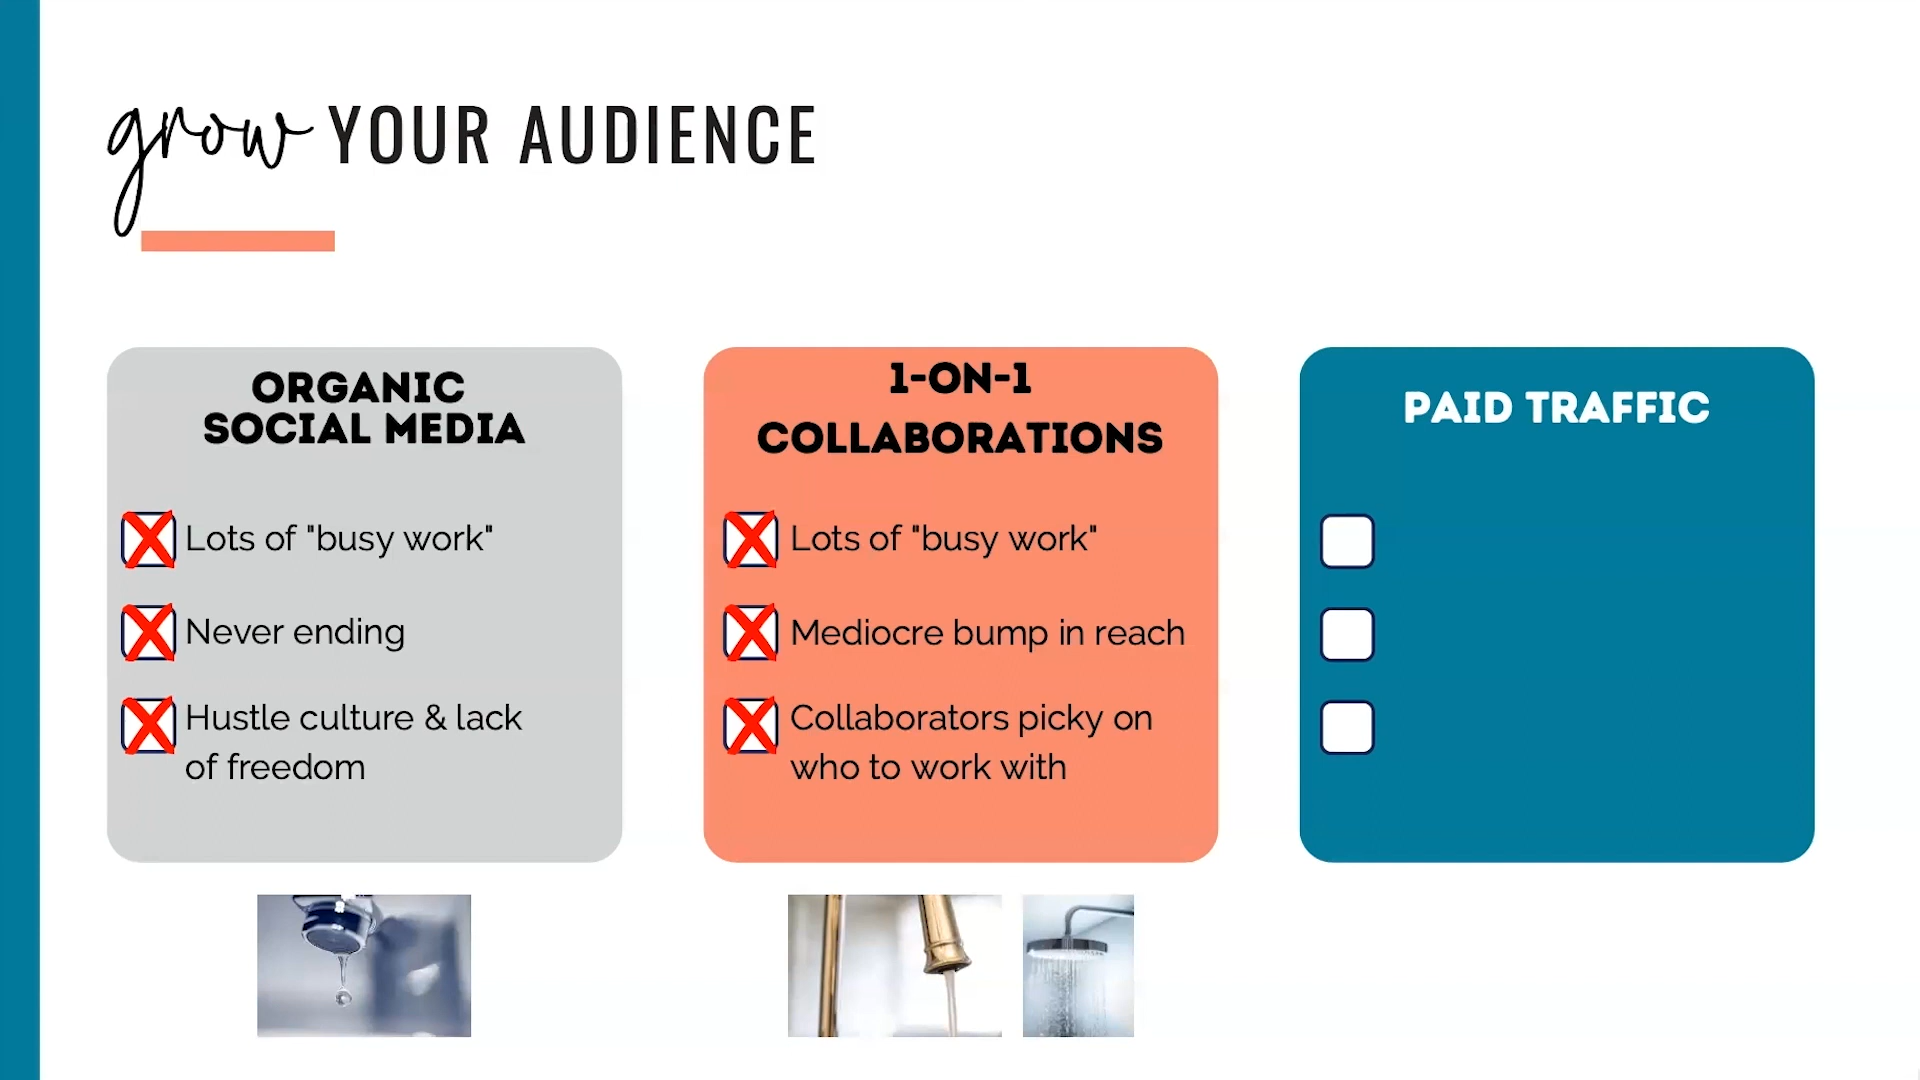 grow YOUR AUDIENCE
ORGANIC
SOCIAL MEDIA
Lots of "busy work"
Never ending
Hustle culture & lack
of freedom
1-ON-1
COLLABORATIONS
Lots of "busy work"
Mediocre bump in reach
Collaborators picky on
who to work with
PAID TRAFFIC